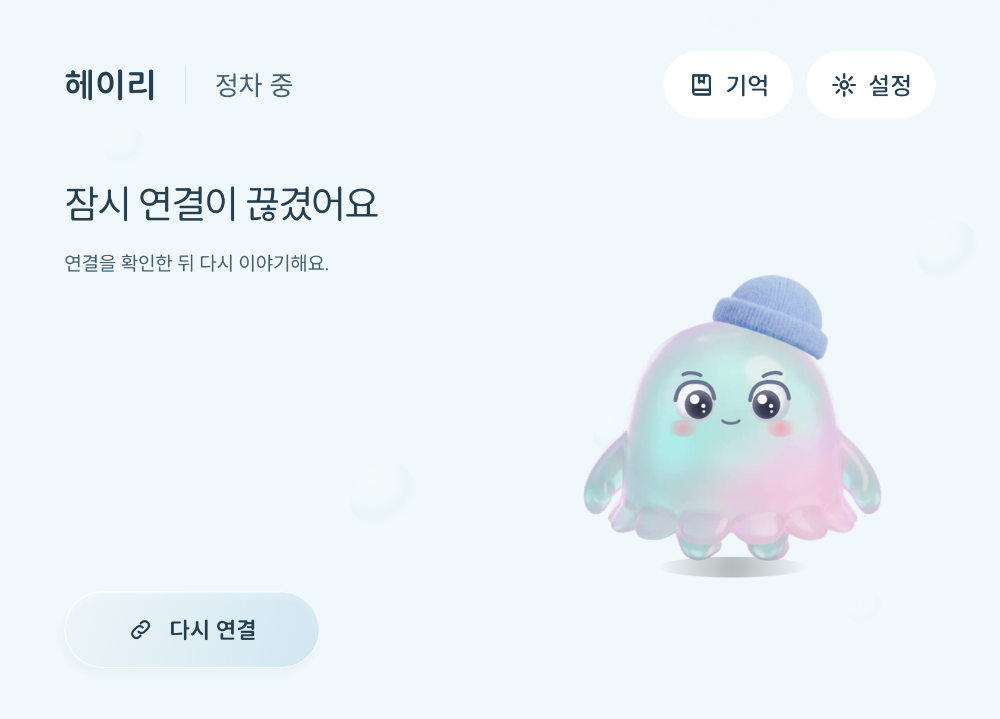 헤이리
정차 중
기억
설정
잠시 연결이 끊겼어요
연결을 확인한 뒤 다시 이야기해요.
다시 연결